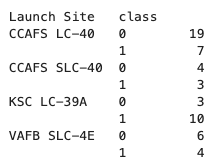 Launch Site   class
CCAFS LC-40   0        19
              1         7
CCAFS SLC-40  0         4
              1         3
KSC LC-39A    0         3
              1        10
VAFB SLC-4E   0         6
              1         4